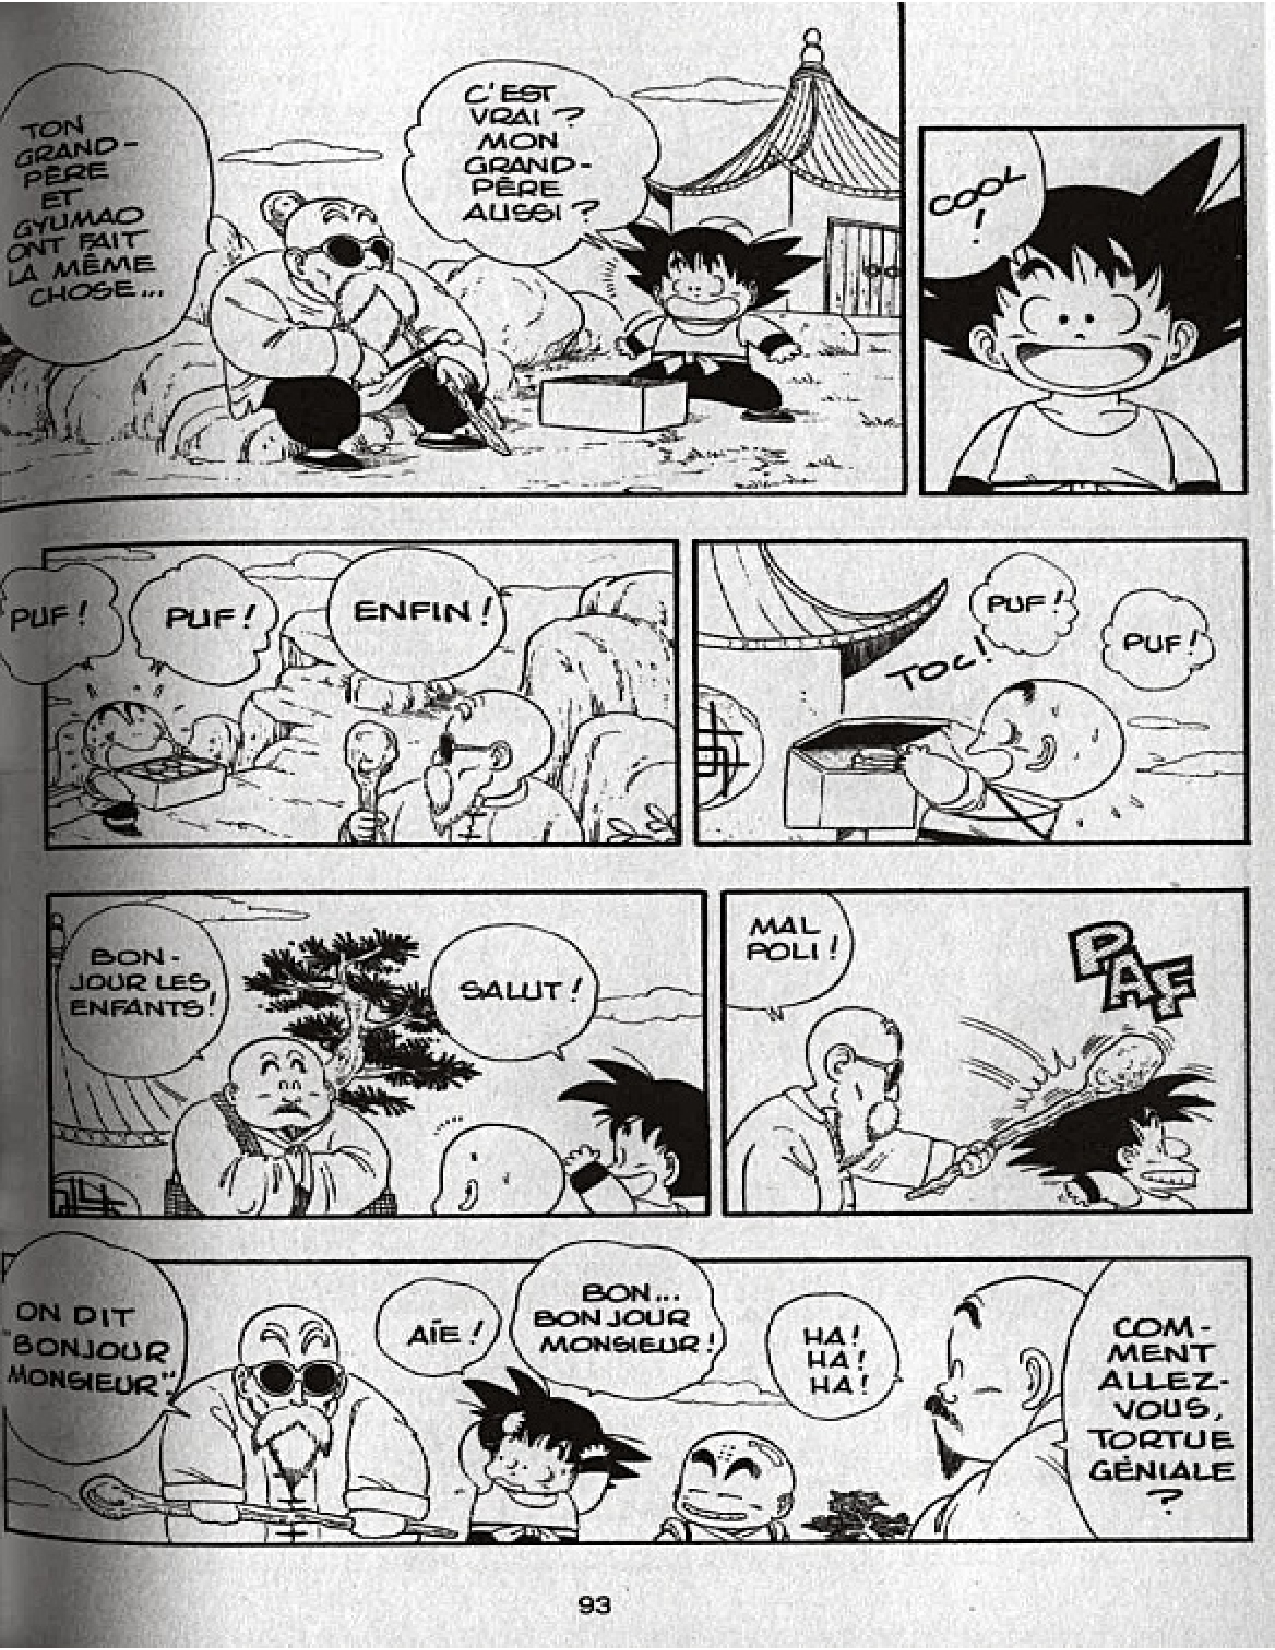 TON
GRAND-
PÈRE
ET
GYUMAO
ONT FAIT
LA MÊME
CHOSE...
C'EST
VRAI ?
MON
GRAND-
PÈRE
AUSSI ?
COOL
!
PUF !
PUF !
ENFIN !
TOC !
PUF !
PUF !
BON-
JOUR LES
ENFANTS !
SALUT !
MAL
POLI !
PAF
ON DIT
"BONJOUR
MONSIEUR".
AÏE !
BON...
BONJOUR
MONSIEUR !
HA !
HA !
HA !
COM-
MENT
ALLEZ-
VOUS,
TORTUE
GÉNIALE
?
93